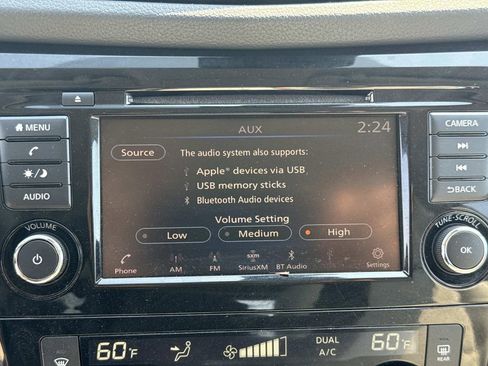 AUX
2:24
Source
The audio system also supports:
Apple® devices via USB
USB memory sticks
Bluetooth Audio devices
Volume Setting
Low
Medium
High
Phone
AM
FM
sxm
SiriusXM
BT Audio
Settings
MENU
AUDIO
VOLUME
CAMERA
BACK
TUNE·SCROLL
OK
60°F
DUAL
A/C
60°F
REAR